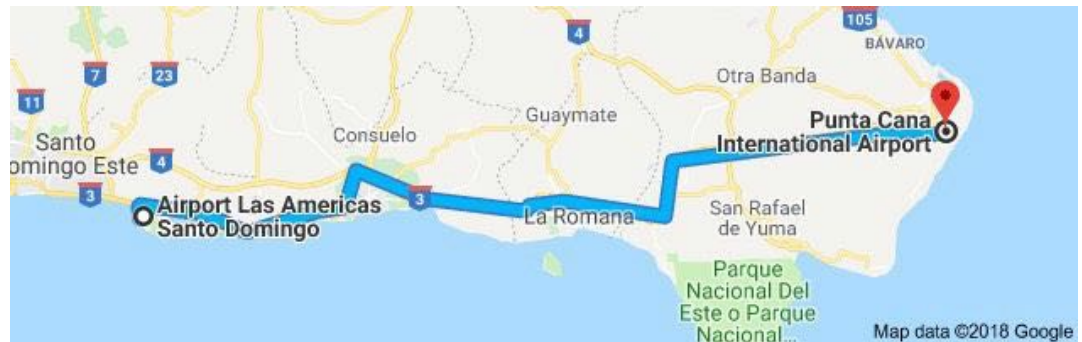 105
BÁVARO
4
7
23
Otra Banda
11
Guaymate
Punta Cana
International Airport
Consuelo
Santo
omingo Este
4
3
3
Airport Las Americas
Santo Domingo
La Romana
San Rafael
de Yuma
Parque
Nacional Del
Este o Parque
Nacional...
Map data ©2018 Google